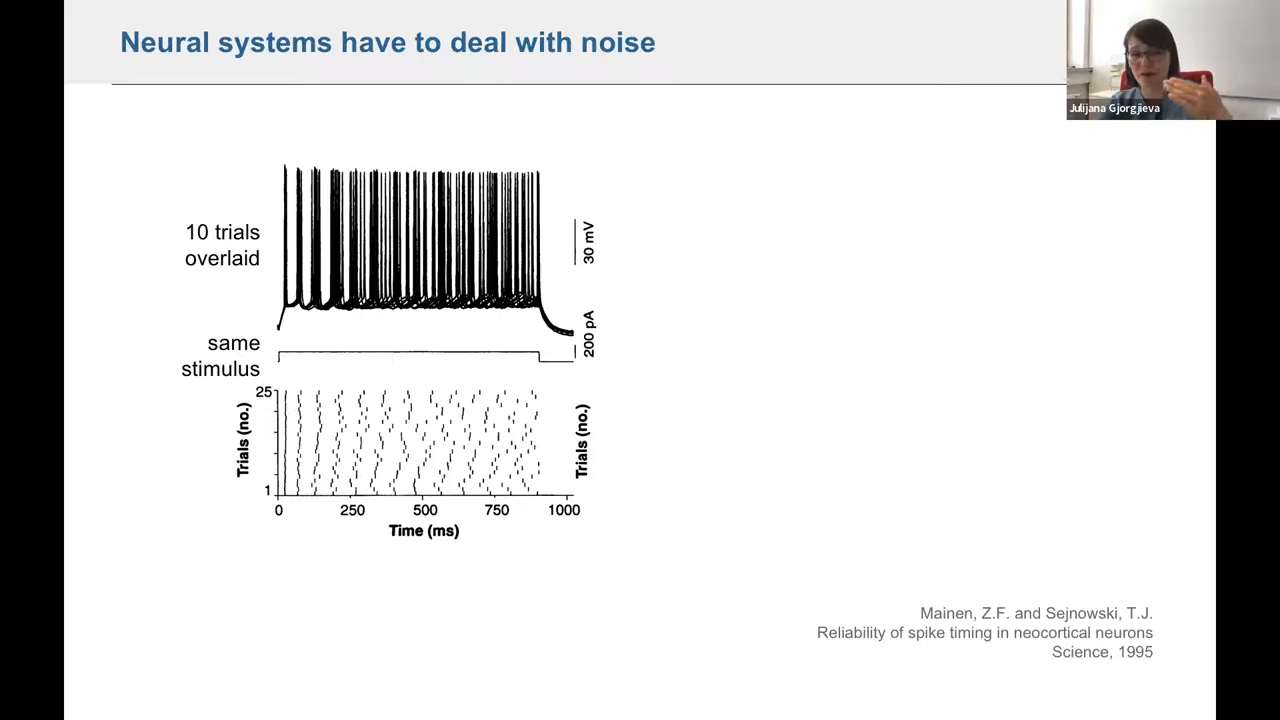 Neural systems have to deal with noise
Julijana Gjorgjieva
10 trials
overlaid
30 mV
same
stimulus
200 pA
25
Trials (no.)
1
Trials (no.)
0 250 500 750 1000
Time (ms)
Mainen, Z.F. and Sejnowski, T.J.
Reliability of spike timing in neocortical neurons
Science, 1995